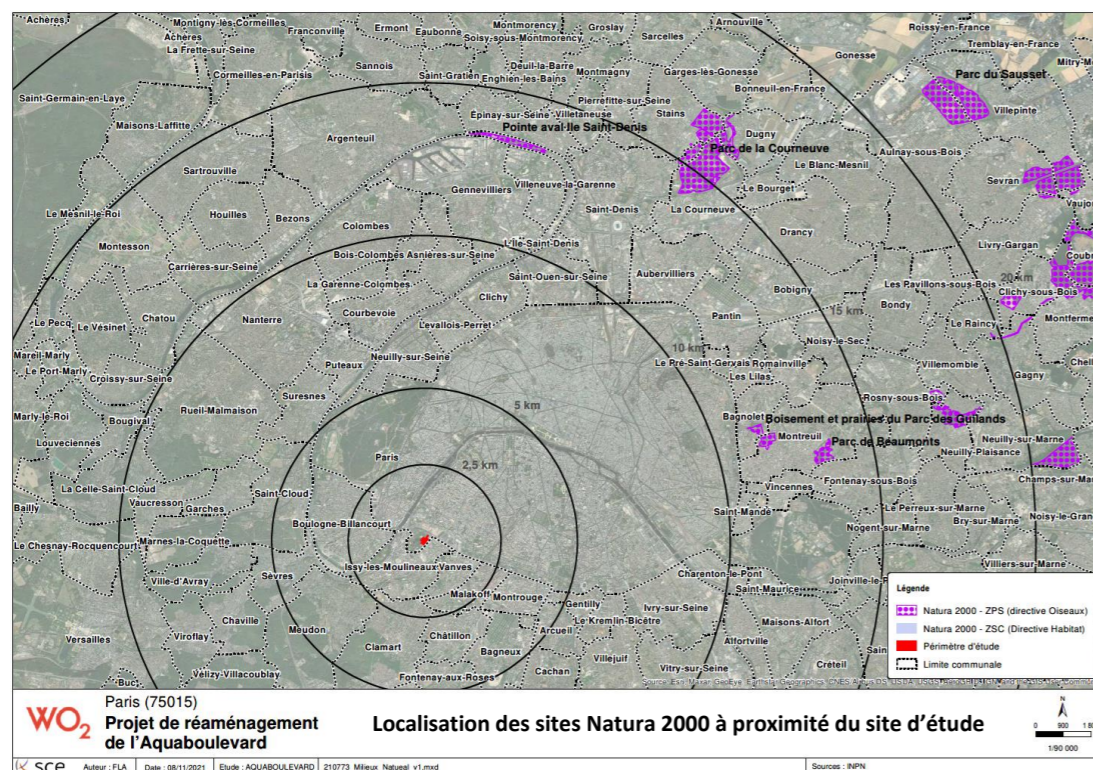 Achères
Montigny-lès-Cormeilles
Franconville
Ermont
Eaubonne
Montmorency
Groslay
Arnouville
Roissy-en-France
Achères
La Frette-sur-Seine
Soisy-sous-Montmorency
Sarcelles
Gonesse
Tremblay-en-France
Cormeilles-en-Parisis
Sannois
Saint-Gratien
Deuil-la-Barre
Enghien-les-Bains
Montmagny
Garges-lès-Gonesse
Mitry-M
Saint-Germain-en-Laye
Bonneuil-en-France
Parc du Sausset
Maisons-Laffitte
Pierrefitte-sur-Seine
Épinay-sur-Seine
Villetaneuse
Stains
Villepinte
Argenteuil
Pointe aval Ile Saint-Denis
Dugny
Parc de la Courneuve
Aulnay-sous-Bois
Sartrouville
Le Blanc-Mesnil
Gennevilliers
Villeneuve-la-Garenne
Le Bourget
Sevran
Vaujou
Le Mesnil-le-Roi
Houilles
Bezons
Colombes
Saint-Denis
La Courneuve
Drancy
Montesson
L'Île-Saint-Denis
Livry-Gargan
Carrières-sur-Seine
Bois-Colombes
Asnières-sur-Seine
Aubervilliers
Coubr
La Garenne-Colombes
Saint-Ouen-sur-Seine
Bobigny
Les Pavillons-sous-Bois
20 km
Clichy-sous-Bois
Clichy
Courbevoie
Pantin
15 km
Bondy
Le Pecq
Le Vésinet
Chatou
Nanterre
Levallois-Perret
Le Raincy
Montferme
10 km
Noisy-le-Sec
Mareil-Marly
Le Port-Marly
Neuilly-sur-Seine
Puteaux
Le Pré-Saint-Gervais
Romainville
Villemomble
Chell
Croissy-sur-Seine
Les Lilas
Gagny
Suresnes
Rosny-sous-Bois
Marly-le-Roi
Bougival
Rueil-Malmaison
5 km
Bagnolet
Boisement et prairies du Parc des Guilands
Louveciennes
Montreuil
Parc de Beaumonts
Neuilly-sur-Marne
Neuilly-Plaisance
Paris
2,5 km
Fontenay-sous-Bois
Champs-sur-Mar
La Celle-Saint-Cloud
Vaucresson
Garches
Saint-Cloud
Vincennes
Bailly
Boulogne-Billancourt
Saint-Mandé
Le Perreux-sur-Marne
Nogent-sur-Marne
Bry-sur-Marne
Noisy-le-Gran
Le Chesnay-Rocquencourt
Marnes-la-Coquette
Issy-les-Moulineaux
Vanves
Villiers-sur-Marne
Ville-d'Avray
Sèvres
Charenton-le-Pont
Joinville-le-P
Malakoff
Montrouge
Gentilly
Saint-Maurice
Chaville
Ivry-sur-Seine
Le Kremlin-Bicêtre
Maisons-Alfort
Versailles
Viroflay
Meudon
Châtillon
Arcueil
Alfortville
Clamart
Bagneux
Villejuif
Vélizy-Villacoublay
Cachan
Vitry-sur-Seine
Créteil
Buc
Fontenay-aux-Roses
Légende
Natura 2000 - ZPS (directive Oiseaux)
Natura 2000 - ZSC (Directive Habitat)
Périmètre d'étude
Limite communale
WO2
Paris (75015)
Projet de réaménagement
de l'Aquaboulevard
Localisation des sites Natura 2000 à proximité du site d'étude
N
0 900 1 80
1/90 000
sce
Auteur : FLA
Date : 08/11/2021
Etude : AQUABOULEVARD
210773_Milieux_Natueal_v1.mxd
Sources : INPN